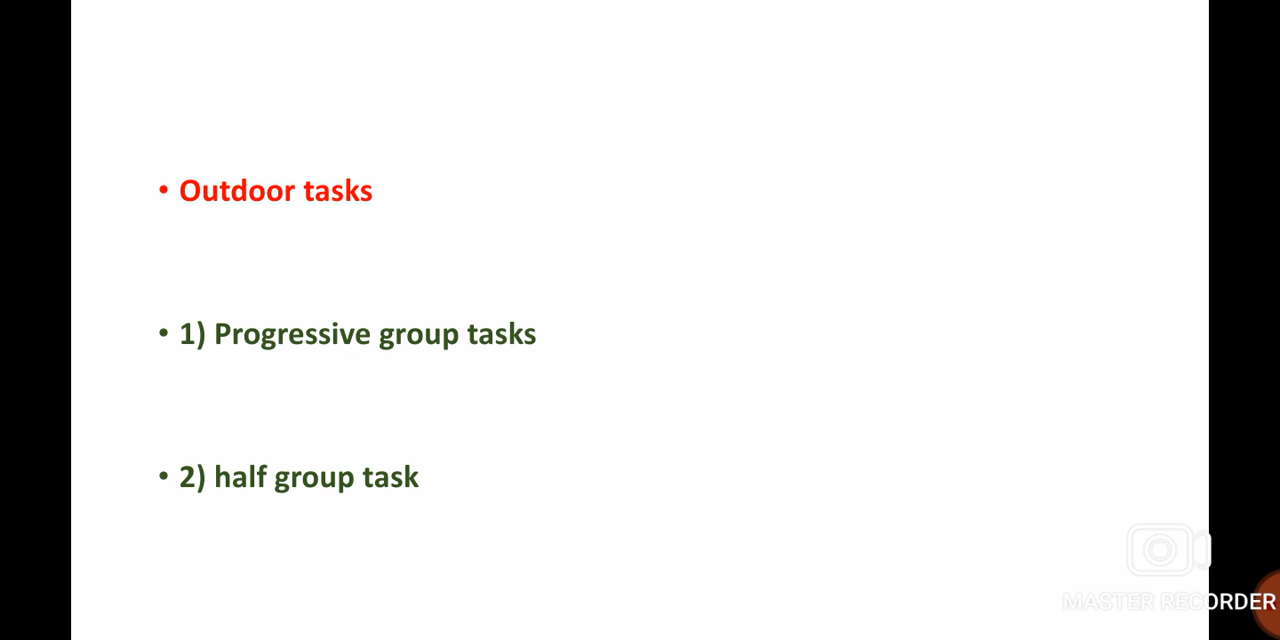 • Outdoor tasks
• 1) Progressive group tasks
• 2) half group task
MASTER RECORDER